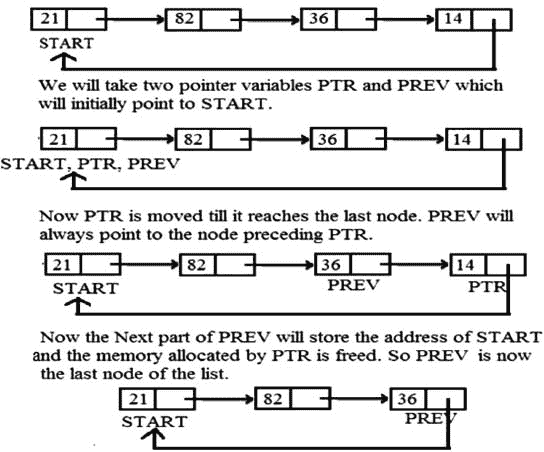 21 82 36 14
START
We will take two pointer variables PTR and PREV which
will initially point to START.
21 82 36 14
START, PTR, PREV
Now PTR is moved till it reaches the last node. PREV will
always point to the node preceding PTR.
21 82 36 14
START PREV PTR
Now the Next part of PREV will store the address of START
and the memory allocated by PTR is freed. So PREV is now
the last node of the list.
21 82 36
START PREV